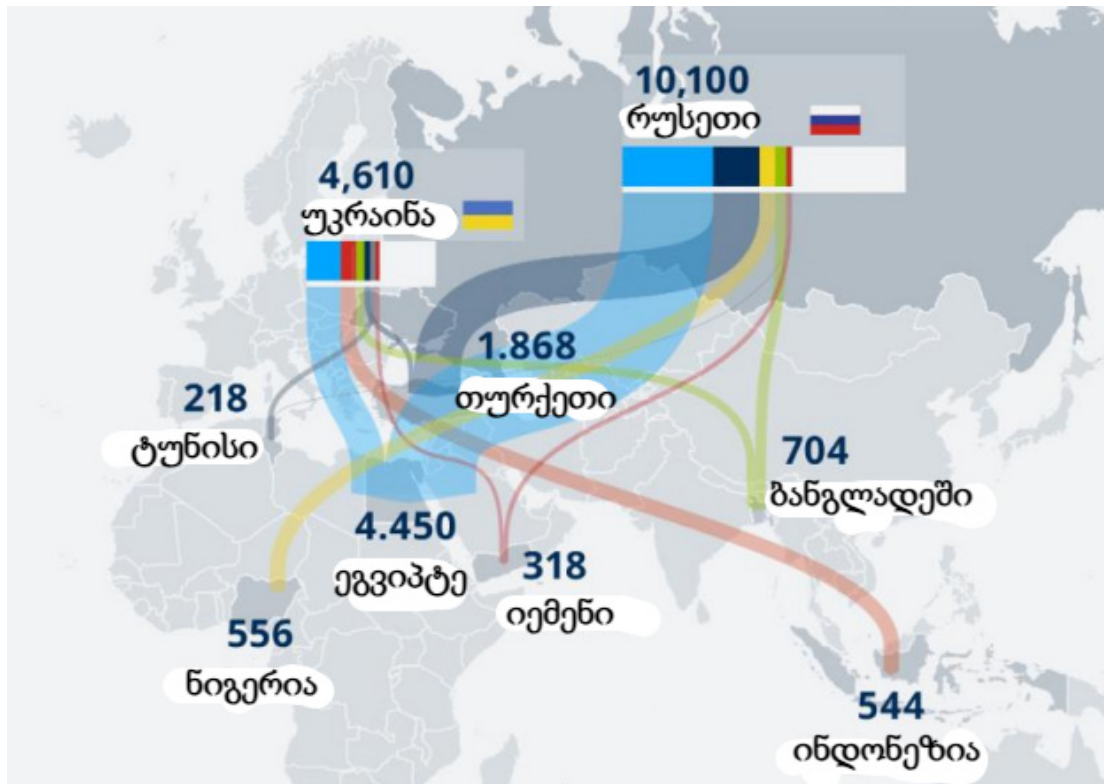 10,100
რუსეთი
4,610
უკრაინა
1.868
თურქეთი
218
ტუნისი
704
ბანგლადეში
4.450
ეგვიპტე
318
იემენი
556
ნიგერია
544
ინდონეზია